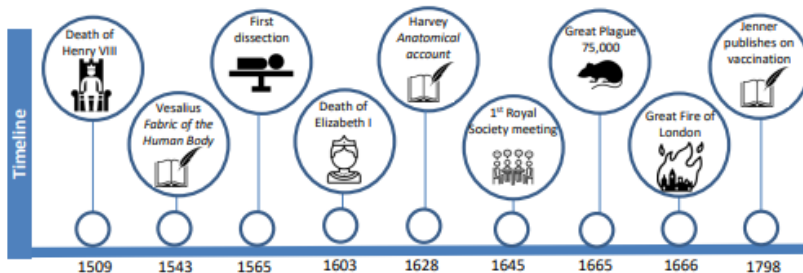 Timeline
Death of
Henry VIII
Vesalius
Fabric of the
Human Body
First
dissection
Death of
Elizabeth I
Harvey
Anatomical
account
1st Royal
Society meeting
Great Plague
75,000
Great Fire of
London
Jenner
publishes on
vaccination
1509
1543
1565
1603
1628
1645
1665
1666
1798